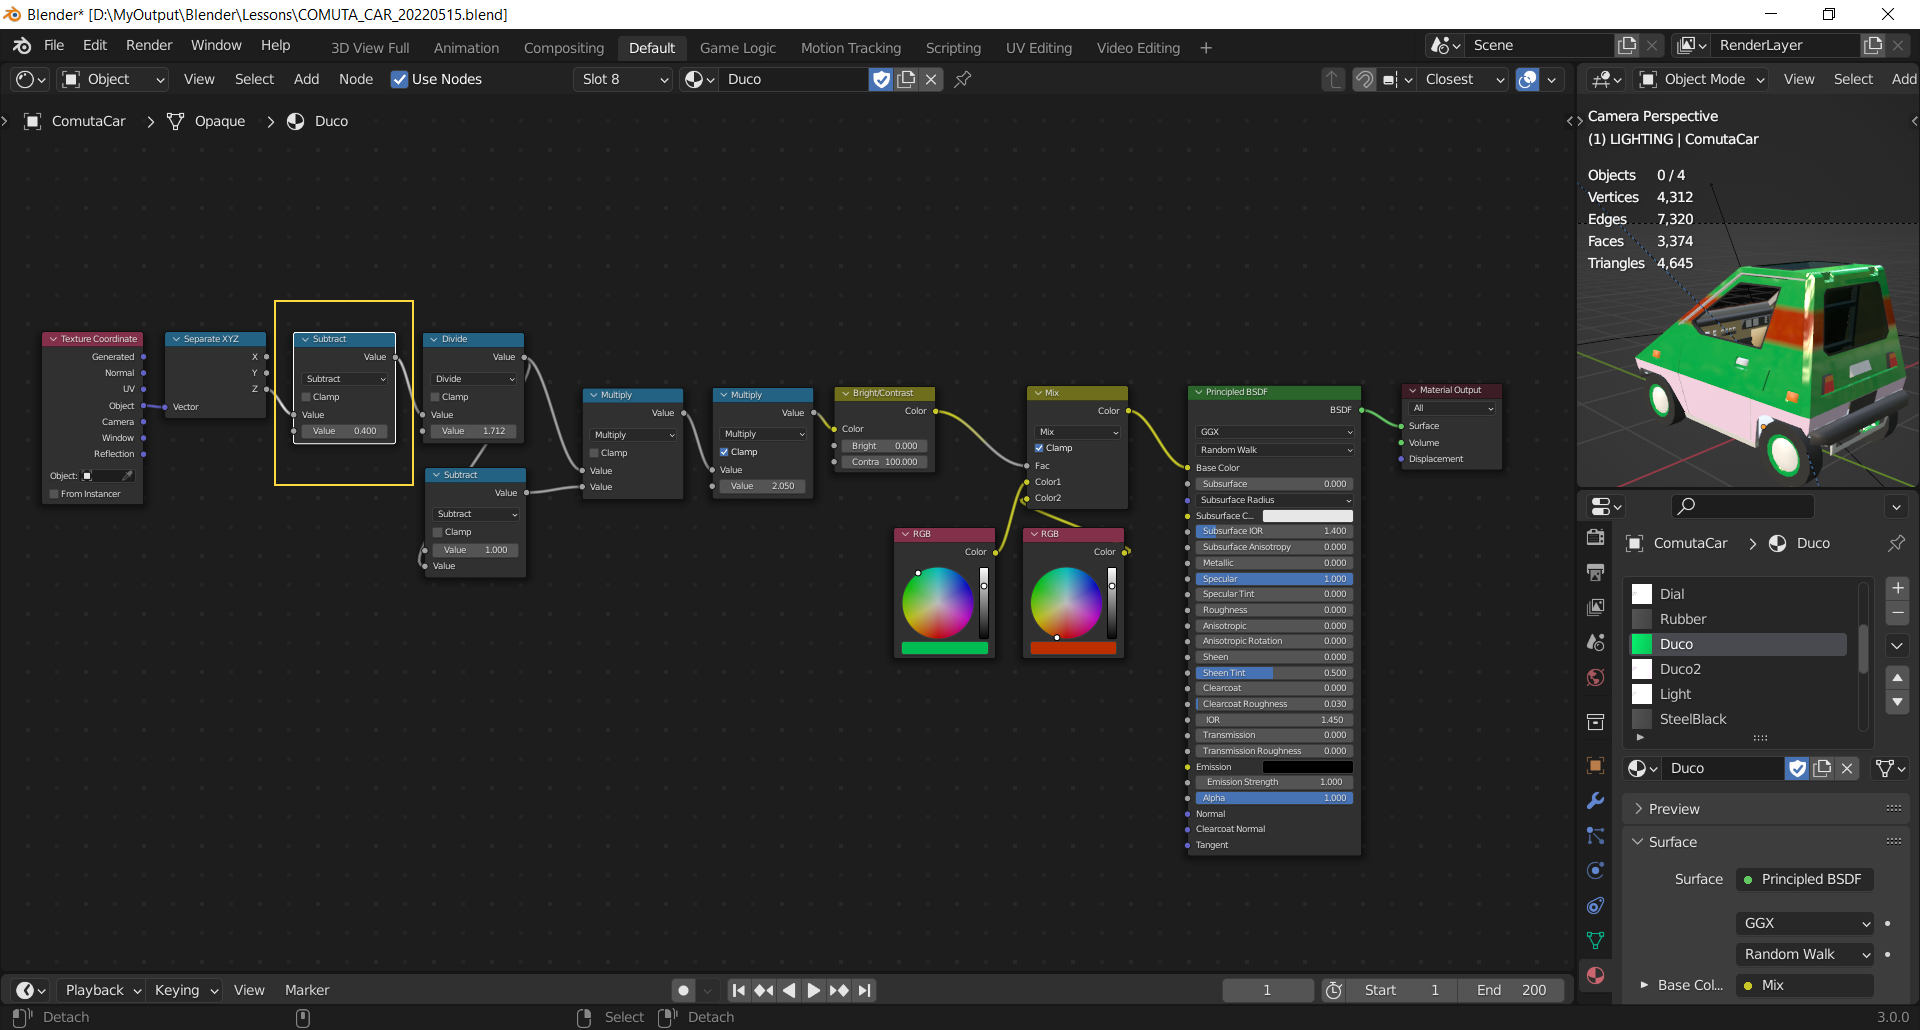 Blender* [D:\MyOutput\Blender\Lessons\COMUTA_CAR_20220515.blend]
File Edit Render Window Help 3D View Full Animation Compositing Default Game Logic Motion Tracking Scripting UV Editing Video Editing + Scene RenderLayer
Object View Select Add Node Use Nodes Slot 8 Duco Closest Object Mode View Select Add
ComutaCar > Opaque > Duco
Camera Perspective
(1) LIGHTING | ComutaCar
Objects 0 / 4
Vertices 4,312
Edges 7,320
Faces 3,374
Triangles 4,645
Texture Coordinate
Generated
Normal
UV
Object
Camera
Window
Reflection
Object:
From Instancer
Separate XYZ
X
Y
Z
Vector
Subtract
Value
Subtract
Clamp
Value
Value 0.400
Divide
Value
Divide
Clamp
Value
Value 1.712
Subtract
Value
Subtract
Clamp
Value 1.000
Value
Multiply
Value
Multiply
Clamp
Value
Value
Multiply
Value
Multiply
Clamp
Value
Value 2.050
Bright/Contrast
Color
Color
Bright 0.000
Contra 100.000
Mix
Color
Mix
Clamp
Fac
Color1
Color2
RGB
Color
RGB
Color
Principled BSDF
BSDF
GGX
Random Walk
Base Color
Subsurface 0.000
Subsurface Radius
Subsurface C...
Subsurface IOR 1.400
Subsurface Anisotropy 0.000
Metallic 0.000
Specular 1.000
Specular Tint 0.000
Roughness 0.000
Anisotropic 0.000
Anisotropic Rotation 0.000
Sheen 0.000
Sheen Tint 0.500
Clearcoat 0.000
Clearcoat Roughness 0.030
IOR 1.450
Transmission 0.000
Transmission Roughness 0.000
Emission
Emission Strength 1.000
Alpha 1.000
Normal
Clearcoat Normal
Tangent
Material Output
All
Surface
Volume
Displacement
ComutaCar > Duco
Dial
Rubber
Duco
Duco2
Light
SteelBlack
Duco
Preview
Surface
Surface Principled BSDF
GGX
Random Walk
Base Col... Mix
Playback Keying View Marker 1 Start 1 End 200
Detach Select Detach 3.0.0